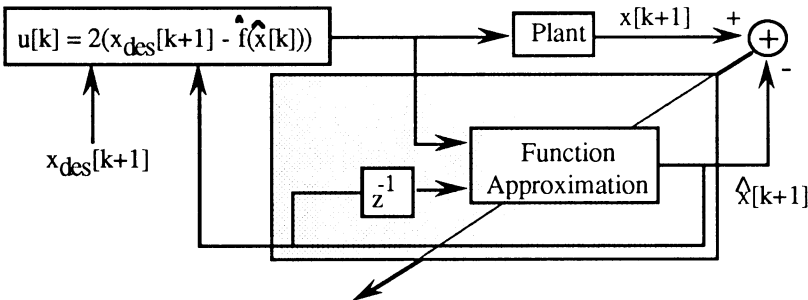 u[k] = 2(x_des[k+1] - f̂(x̂[k]))
Plant
x[k+1]
+
+
-
x_des[k+1]
Function
Approximation
z^-1
x̂[k+1]